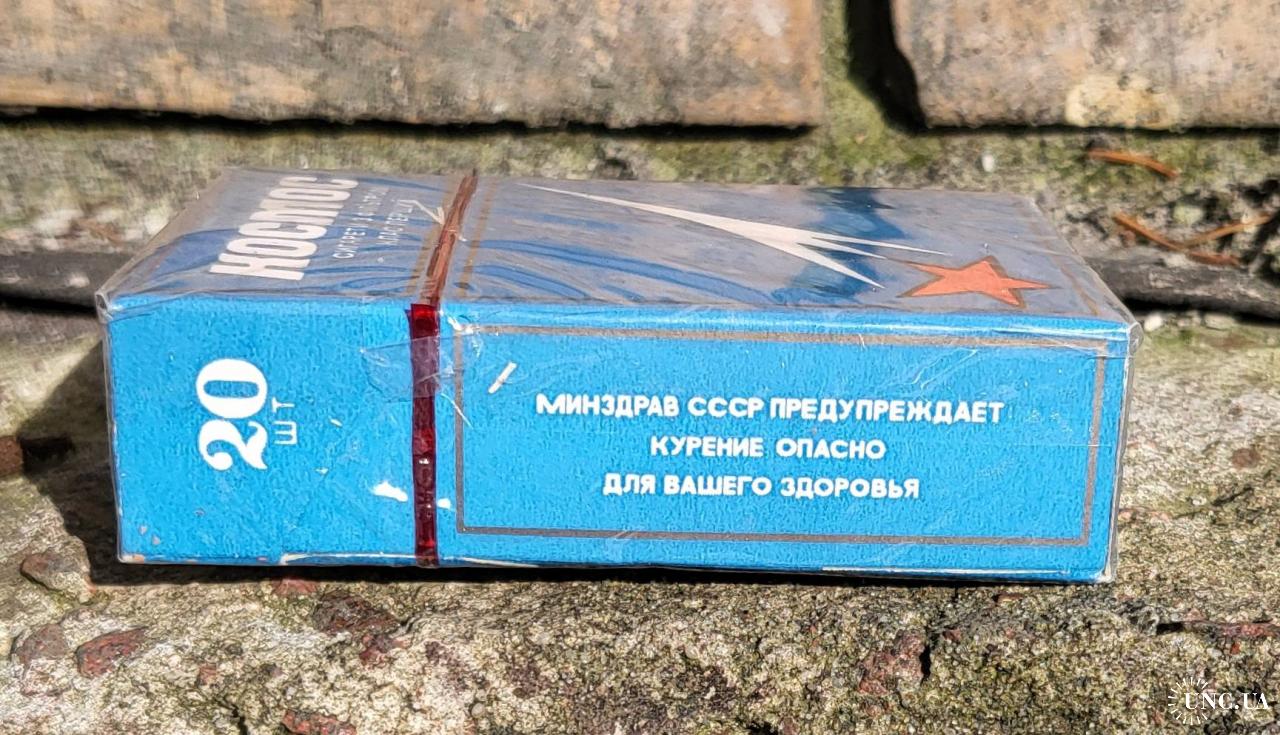 КОСМОС
20
ШТ
МИНЗДРАВ СССР ПРЕДУПРЕЖДАЕТ
КУРЕНИЕ ОПАСНО
ДЛЯ ВАШЕГО ЗДОРОВЬЯ
UNC.UA